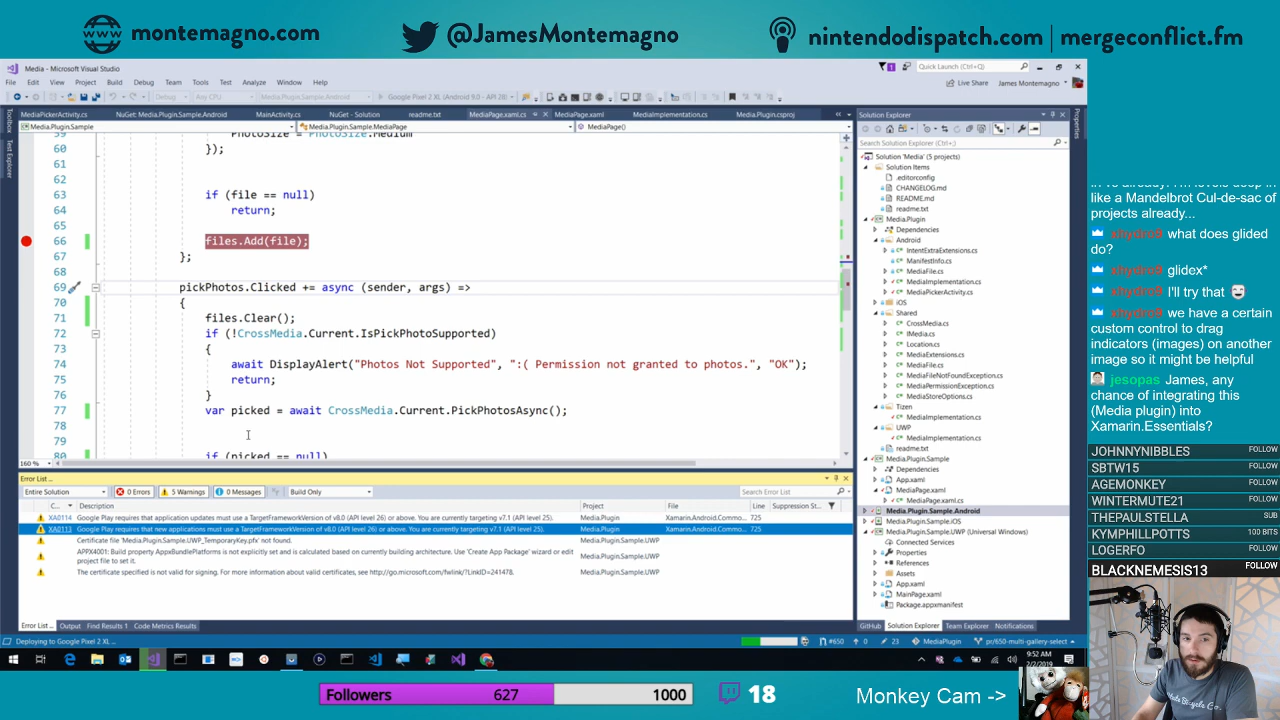 montemagno.com
@JamesMontemagno
nintendodispatch.com | mergeconflict.fm
Media - Microsoft Visual Studio
Quick Launch (Ctrl+Q)
File Edit View Project Build Debug Team Tools Test Analyze Window Help
Live Share James Montemagno
Debug Any CPU Media.Plugin.Sample.Android Google Pixel 2 XL (Android 9.0 - API 28)
MediaPickerActivity.cs NuGet: Media.Plugin.Sample.Android MainActivity.cs NuGet - Solution readme.txt MediaPage.xaml.cs MediaPage.xaml MediaImplementation.cs Media.Plugin.csproj
Media.Plugin.Sample Media.Plugin.Sample.MediaPage MediaPage()
Toolbox
Test Explorer
59 PhotoSize = PhotoSize.Medium
60 });
61
62
63 if (file == null)
64 return;
65
66 files.Add(file);
67 };
68
69 pickPhotos.Clicked += async (sender, args) =>
70 {
71 files.Clear();
72 if (!CrossMedia.Current.IsPickPhotoSupported)
73 {
74 await DisplayAlert("Photos Not Supported", ":( Permission not granted to photos.", "OK");
75 return;
76 }
77 var picked = await CrossMedia.Current.PickPhotosAsync();
78
79
80 if (picked == null)
160 %
Error List ...
Entire Solution 0 Errors 5 Warnings 0 Messages Build Only Search Error List
C... Description Project File Line Suppression St...
XA0114 Google Play requires that application updates must use a TargetFrameworkVersion of v8.0 (API level 26) or above. You are currently targeting v7.1 (API level 25). Media.Plugin Xamarin.Android.Commo... 725
XA0113 Google Play requires that new applications must use a TargetFrameworkVersion of v8.0 (API level 26) or above. You are currently targeting v7.1 (API level 25). Media.Plugin Xamarin.Android.Commo... 725
Certificate file 'Media.Plugin.Sample.UWP_TemporaryKey.pfx' not found. Media.Plugin.Sample.UWP
APPX4001: Build property AppxBundlePlatforms is not explicitly set and is calculated based on currently building architecture. Use 'Create App Package' wizard or edit
project file to set it. Media.Plugin.Sample.UWP
The certificate specified is not valid for signing. For more information about valid certificates, see http://go.microsoft.com/fwlink/?LinkID=241478. Media.Plugin.Sample.UWP
Error List ... Output Find Results 1 Code Metrics Results
Deploying to Google Pixel 2 XL ...
#650 0 23 MediaPlugin pr/650-multi-gallery-select
Properties
Solution Explorer
Search Solution Explorer (Ctrl+;)
Solution 'Media' (5 projects)
Solution Items
.editorconfig
CHANGELOG.md
README.md
readme.txt
Media.Plugin
Dependencies
Android
IntentExtraExtensions.cs
ManifestInfo.cs
MediaFile.cs
MediaImplementation.cs
MediaPickerActivity.cs
iOS
Shared
CrossMedia.cs
IMedia.cs
Location.cs
MediaExtensions.cs
MediaFile.cs
MediaFileNotFoundException.cs
MediaPermissionException.cs
MediaStoreOptions.cs
Tizen
MediaImplementation.cs
UWP
MediaImplementation.cs
readme.txt
Media.Plugin.Sample
Dependencies
App.xaml
MediaPage.xaml
MediaPage.xaml.cs
Media.Plugin.Sample.Android
Media.Plugin.Sample.iOS
Media.Plugin.Sample.UWP (Universal Windows)
Connected Services
Properties
References
Assets
App.xaml
MainPage.xaml
Package.appxmanifest
GitHub Solution Explorer Team Explorer Notifications
9:52 AM
2/2/2019
like a Mandelbrot Cul-de-sac of
projects already...
what does glided
do?
glidex*
I'll try that
we have a certain
custom control to drag
indicators (images) on another
image so it might be helpful
jesopas James, any
chance of integrating this
(Media plugin) into
Xamarin.Essentials?
JOHNNYNIBBLES FOLLOW
SBTW15 FOLLOW
AGEMONKEY FOLLOW
WINTERMUTE21 FOLLOW
THEPAULSTELLA SUB
KYMPHILLPOTTS 100 BITS
LOGERFO FOLLOW
BLACKNEMESIS13 FOLLOW
Followers 627 1000
18
Monkey Cam ->